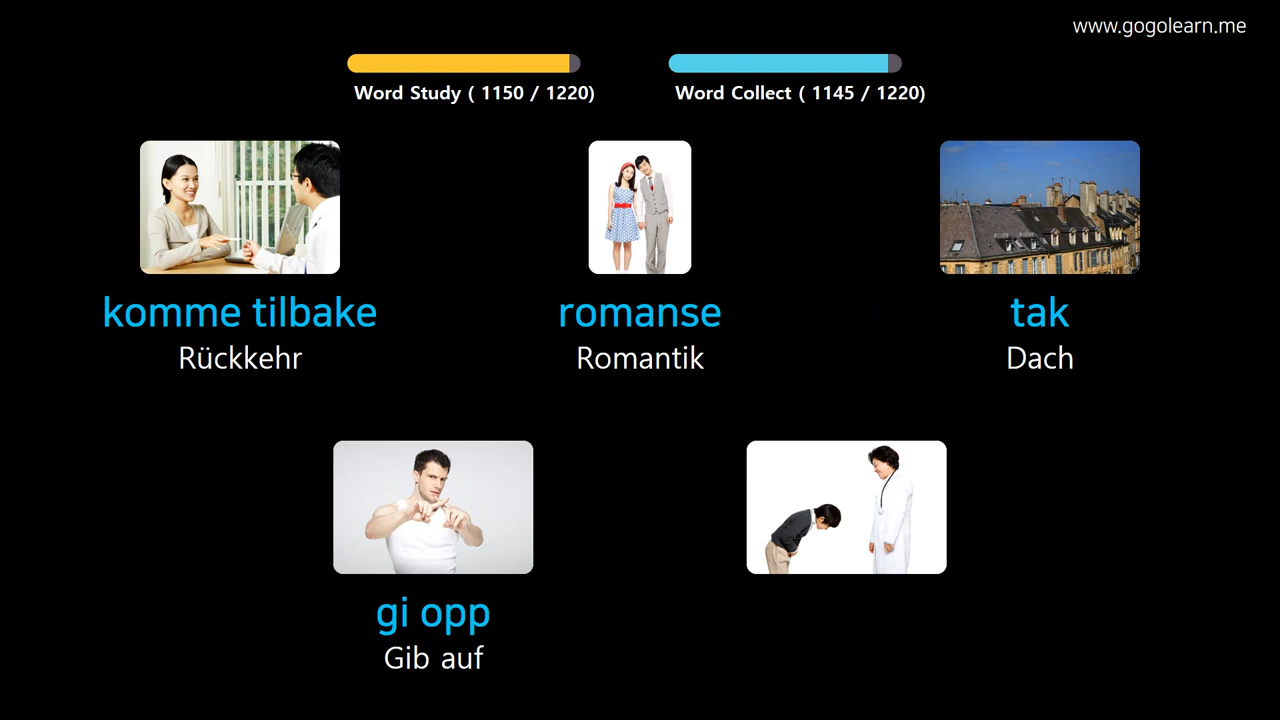 www.gogolearn.me
Word Study ( 1150 / 1220)
Word Collect ( 1145 / 1220)
komme tilbake
Rückkehr
romanse
Romantik
tak
Dach
gi opp
Gib auf